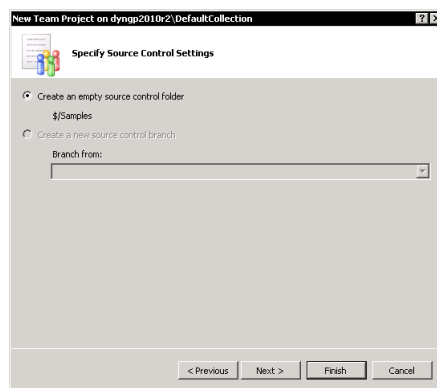 New Team Project on dyngp2010r2\DefaultCollection
Specify Source Control Settings
Create an empty source control folder
$/Samples
Create a new source control branch
Branch from:
< Previous
Next >
Finish
Cancel